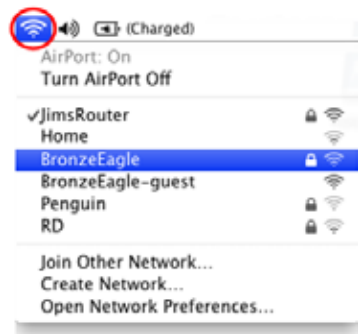 (Charged)
AirPort: On
Turn AirPort Off
✓JimsRouter
Home
BronzeEagle
BronzeEagle-guest
Penguin
RD
Join Other Network...
Create Network...
Open Network Preferences...